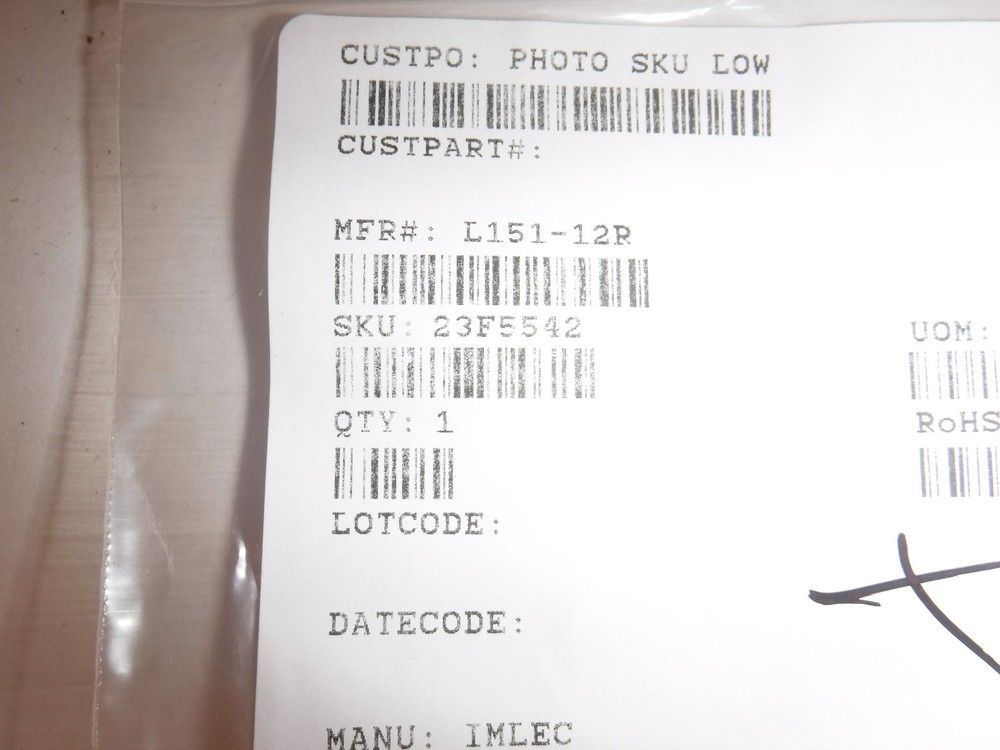 CUSTPO: PHOTO SKU LOW
CUSTPART#:
MFR#: L151-12R
SKU: 23F5542
UOM:
QTY: 1
RoHS
LOTCODE:
DATECODE:
MANU: IMLEC